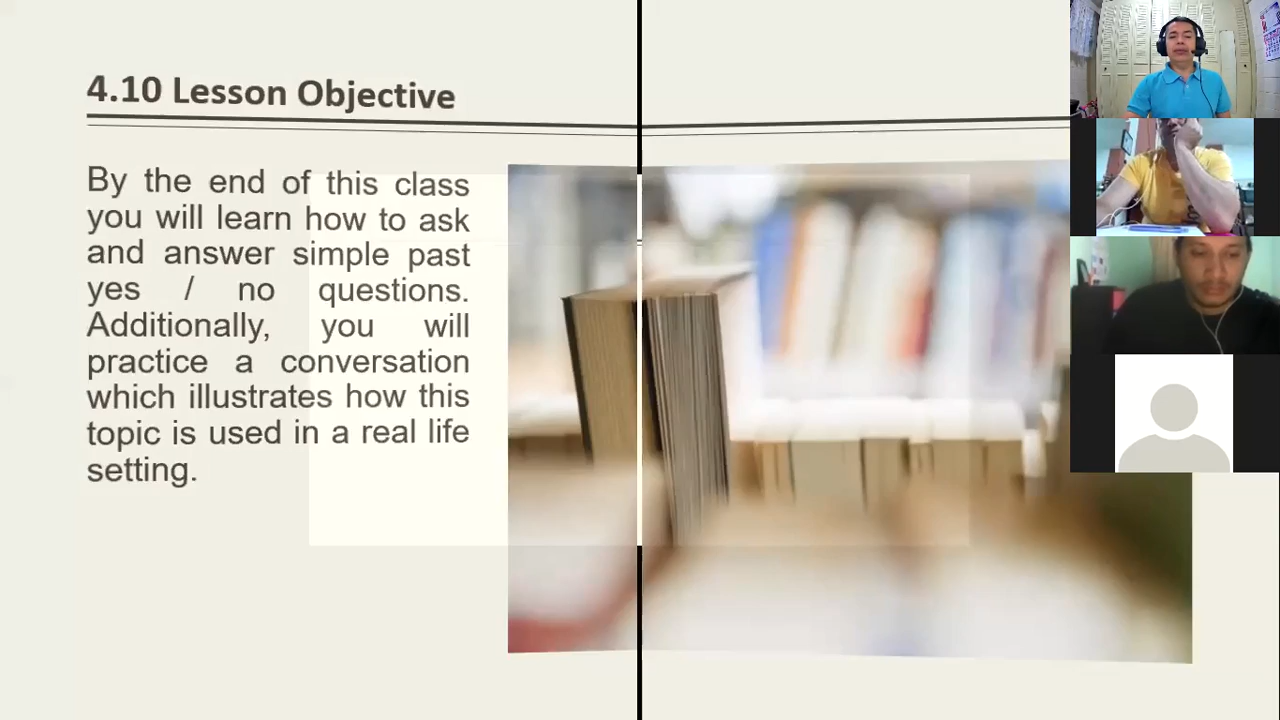 4.10 Lesson Objective
By the end of this class
you will learn how to ask
and answer simple past
yes / no questions.
Additionally, you will
practice a conversation
which illustrates how this
topic is used in a real life
setting.